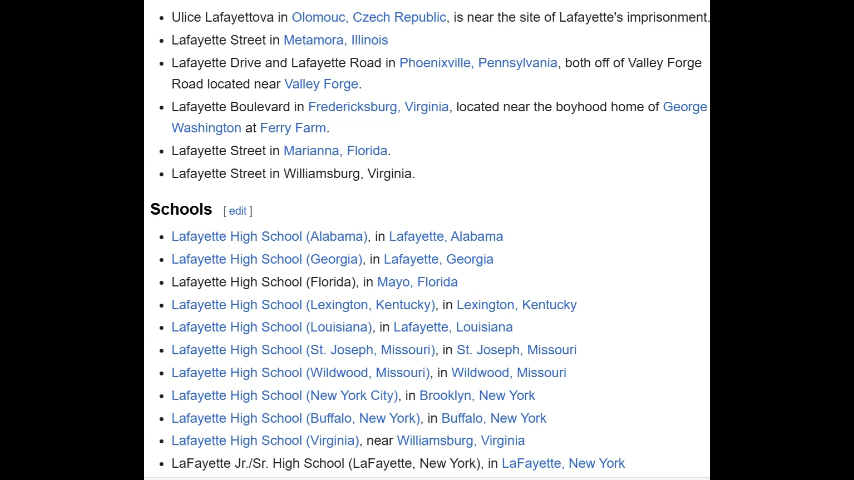 Ulice Lafayettova in Olomouc, Czech Republic, is near the site of Lafayette's imprisonment.
Lafayette Street in Metamora, Illinois
Lafayette Drive and Lafayette Road in Phoenixville, Pennsylvania, both off of Valley Forge
Road located near Valley Forge.
Lafayette Boulevard in Fredericksburg, Virginia, located near the boyhood home of George
Washington at Ferry Farm.
Lafayette Street in Marianna, Florida.
Lafayette Street in Williamsburg, Virginia.
Schools [ edit ]
Lafayette High School (Alabama), in Lafayette, Alabama
Lafayette High School (Georgia), in Lafayette, Georgia
Lafayette High School (Florida), in Mayo, Florida
Lafayette High School (Lexington, Kentucky), in Lexington, Kentucky
Lafayette High School (Louisiana), in Lafayette, Louisiana
Lafayette High School (St. Joseph, Missouri), in St. Joseph, Missouri
Lafayette High School (Wildwood, Missouri), in Wildwood, Missouri
Lafayette High School (New York City), in Brooklyn, New York
Lafayette High School (Buffalo, New York), in Buffalo, New York
Lafayette High School (Virginia), near Williamsburg, Virginia
LaFayette Jr./Sr. High School (LaFayette, New York), in LaFayette, New York